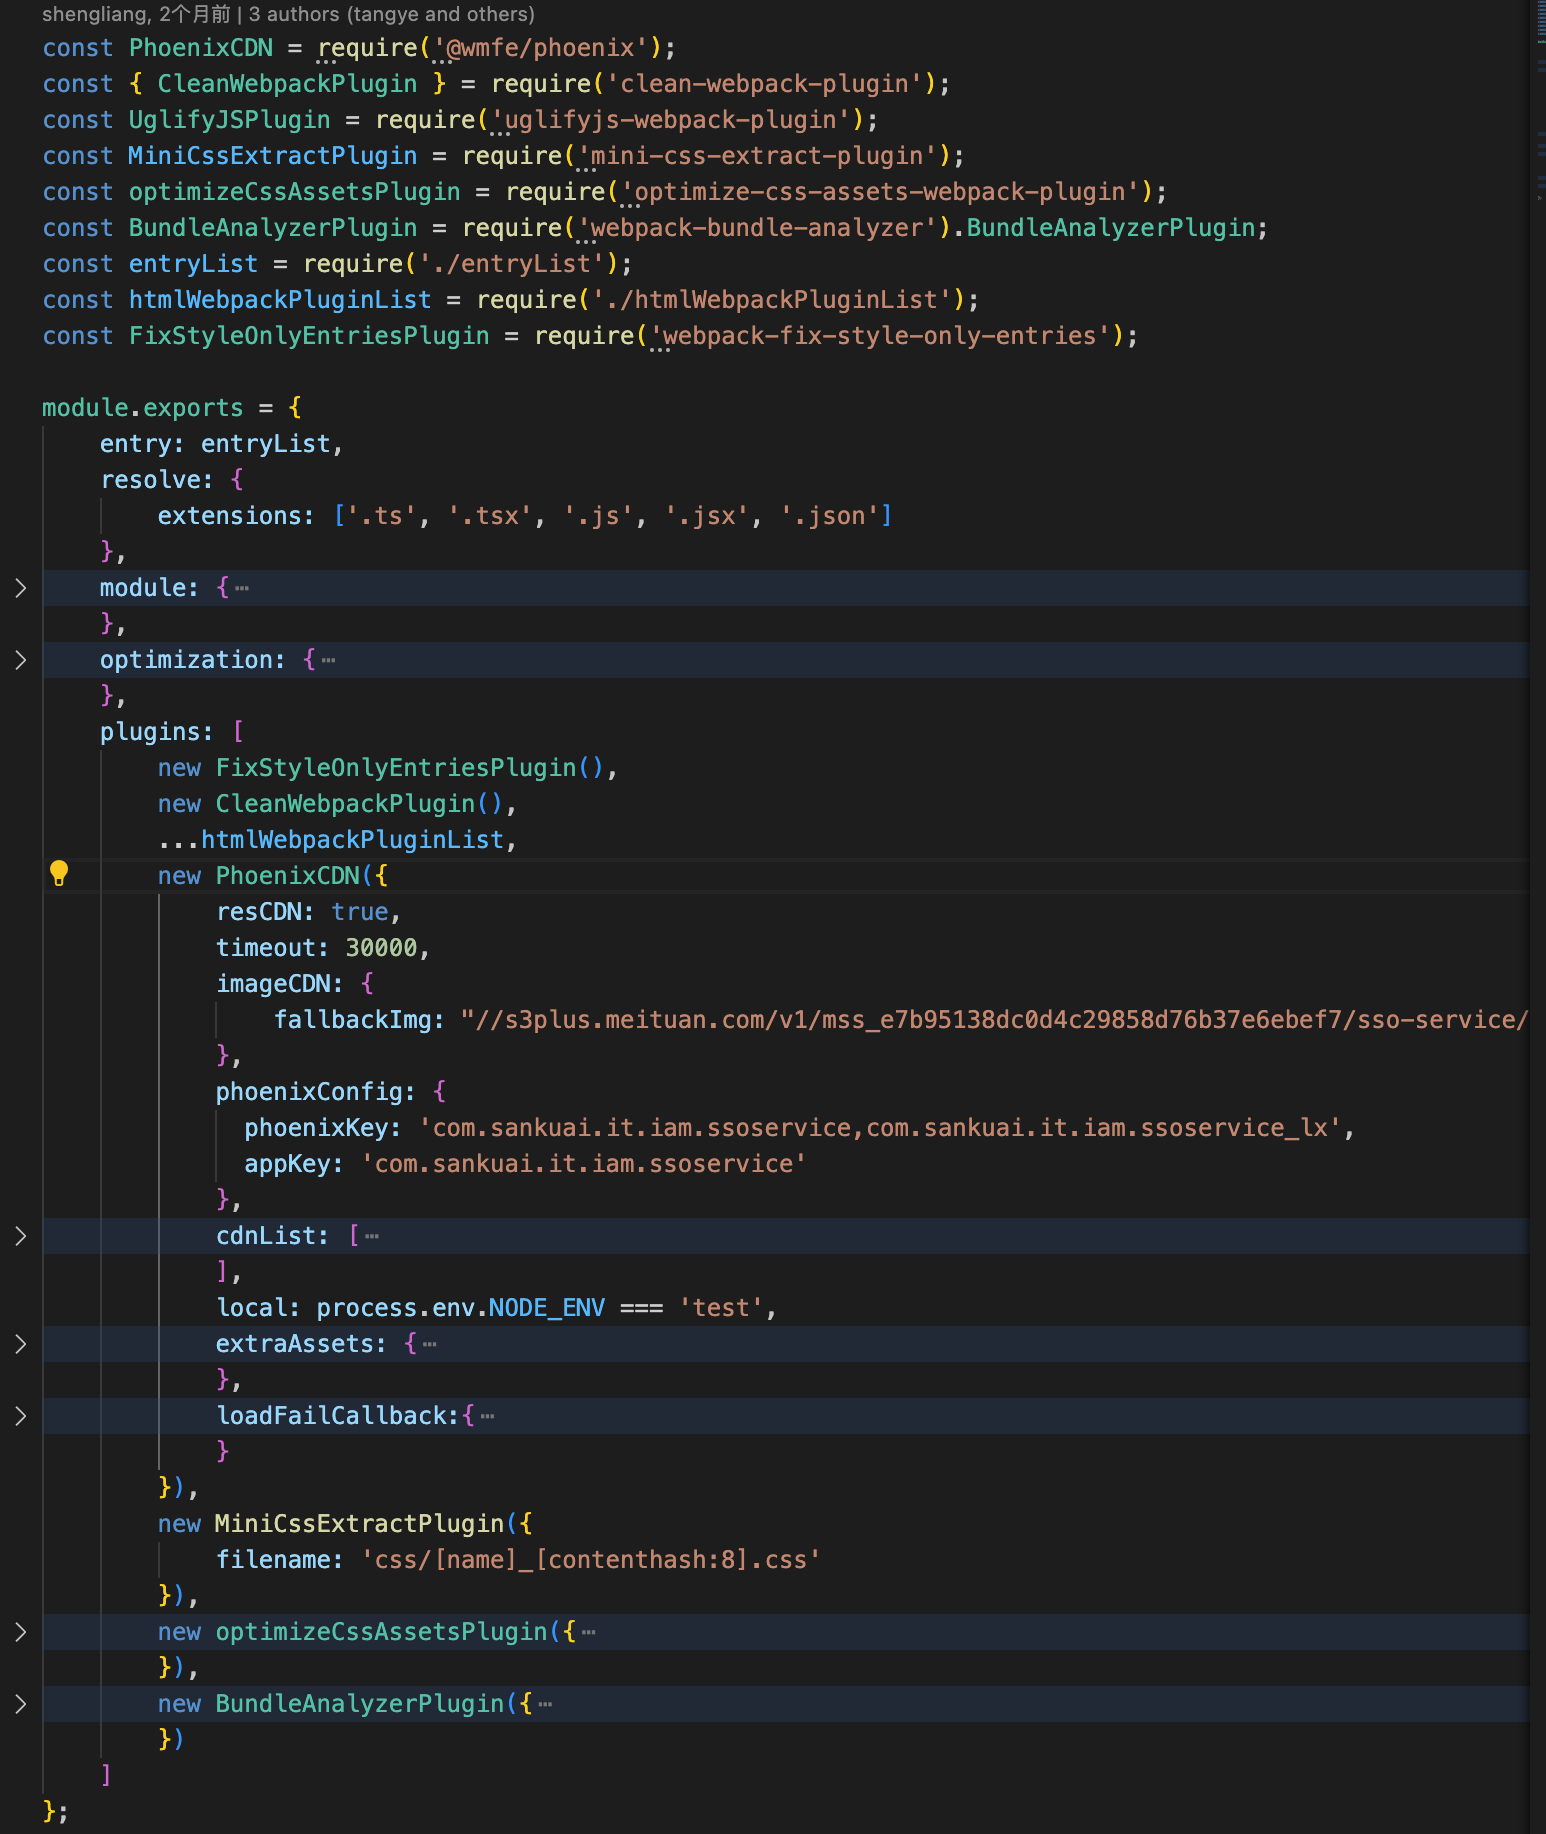 shengliang, 2个月前 | 3 authors (tangye and others)
const PhoenixCDN = require('@wmfe/phoenix');
const { CleanWebpackPlugin } = require('clean-webpack-plugin');
const UglifyJSPlugin = require('uglifyjs-webpack-plugin');
const MiniCssExtractPlugin = require('mini-css-extract-plugin');
const optimizeCssAssetsPlugin = require('optimize-css-assets-webpack-plugin');
const BundleAnalyzerPlugin = require('webpack-bundle-analyzer').BundleAnalyzerPlugin;
const entryList = require('./entryList');
const htmlWebpackPluginList = require('./htmlWebpackPluginList');
const FixStyleOnlyEntriesPlugin = require('webpack-fix-style-only-entries');
module.exports = {
entry: entryList,
resolve: {
extensions: ['.ts', '.tsx', '.js', '.jsx', '.json']
},
module: {⋯
},
optimization: {⋯
},
plugins: [
new FixStyleOnlyEntriesPlugin(),
new CleanWebpackPlugin(),
...htmlWebpackPluginList,
new PhoenixCDN({
resCDN: true,
timeout: 30000,
imageCDN: {
fallbackImg: "//s3plus.meituan.com/v1/mss_e7b95138dc0d4c29858d76b37e6ebef7/sso-service/
},
phoenixConfig: {
phoenixKey: 'com.sankuai.it.iam.ssoservice,com.sankuai.it.iam.ssoservice_lx',
appKey: 'com.sankuai.it.iam.ssoservice'
},
cdnList: [⋯
],
local: process.env.NODE_ENV === 'test',
extraAssets: {⋯
},
loadFailCallback:{⋯
}
}),
new MiniCssExtractPlugin({
filename: 'css/[name]_[contenthash:8].css'
}),
new optimizeCssAssetsPlugin({⋯
}),
new BundleAnalyzerPlugin({⋯
})
]
};